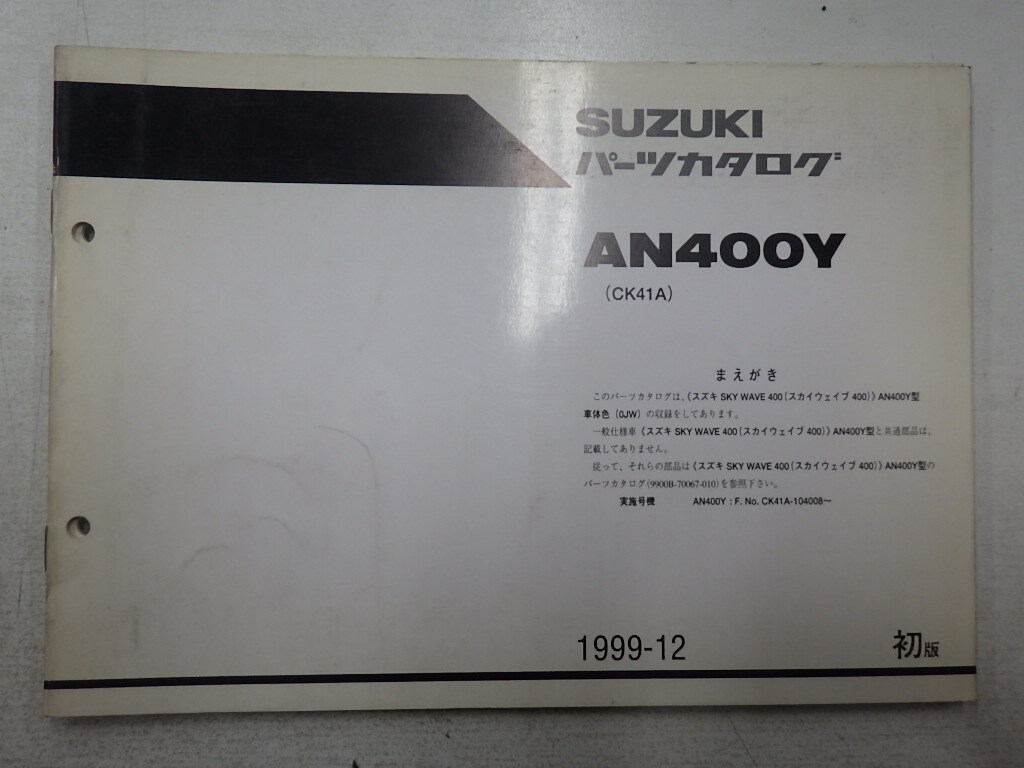 SUZUKI
パーツカタログ
AN400Y
(CK41A)
まえがき
このパーツカタログは、《スズキ SKY WAVE 400(スカイウェイブ 400)》AN400Y型
車体色(0JW)の収録をしてあります。
一般仕様車《スズキ SKY WAVE 400(スカイウェイブ 400)》AN400Y型と共通部品は、
記載してありません。
従って、それらの部品は《スズキ SKY WAVE 400(スカイウェイブ 400)》AN400Y型の
パーツカタログ(9900B-70067-010)を参照下さい。
実施号機 AN400Y : F. No. CK41A-104008〜
1999-12 初版